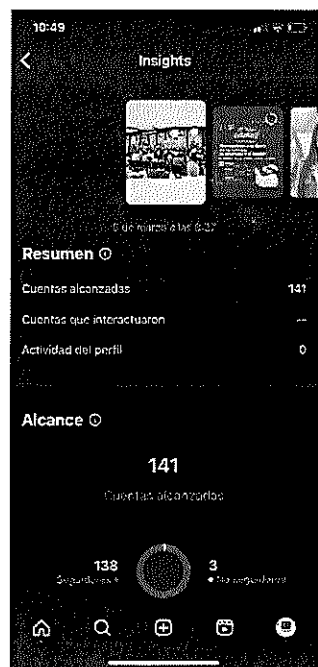 10:49
Insights
5 de marzo a las 8:27
Resumen
Cuentas alcanzadas 141
Cuentas que interactuaron --
Actividad del perfil 0
Alcance
141
Cuentas alcanzadas
138 3
Seguidores No seguidores